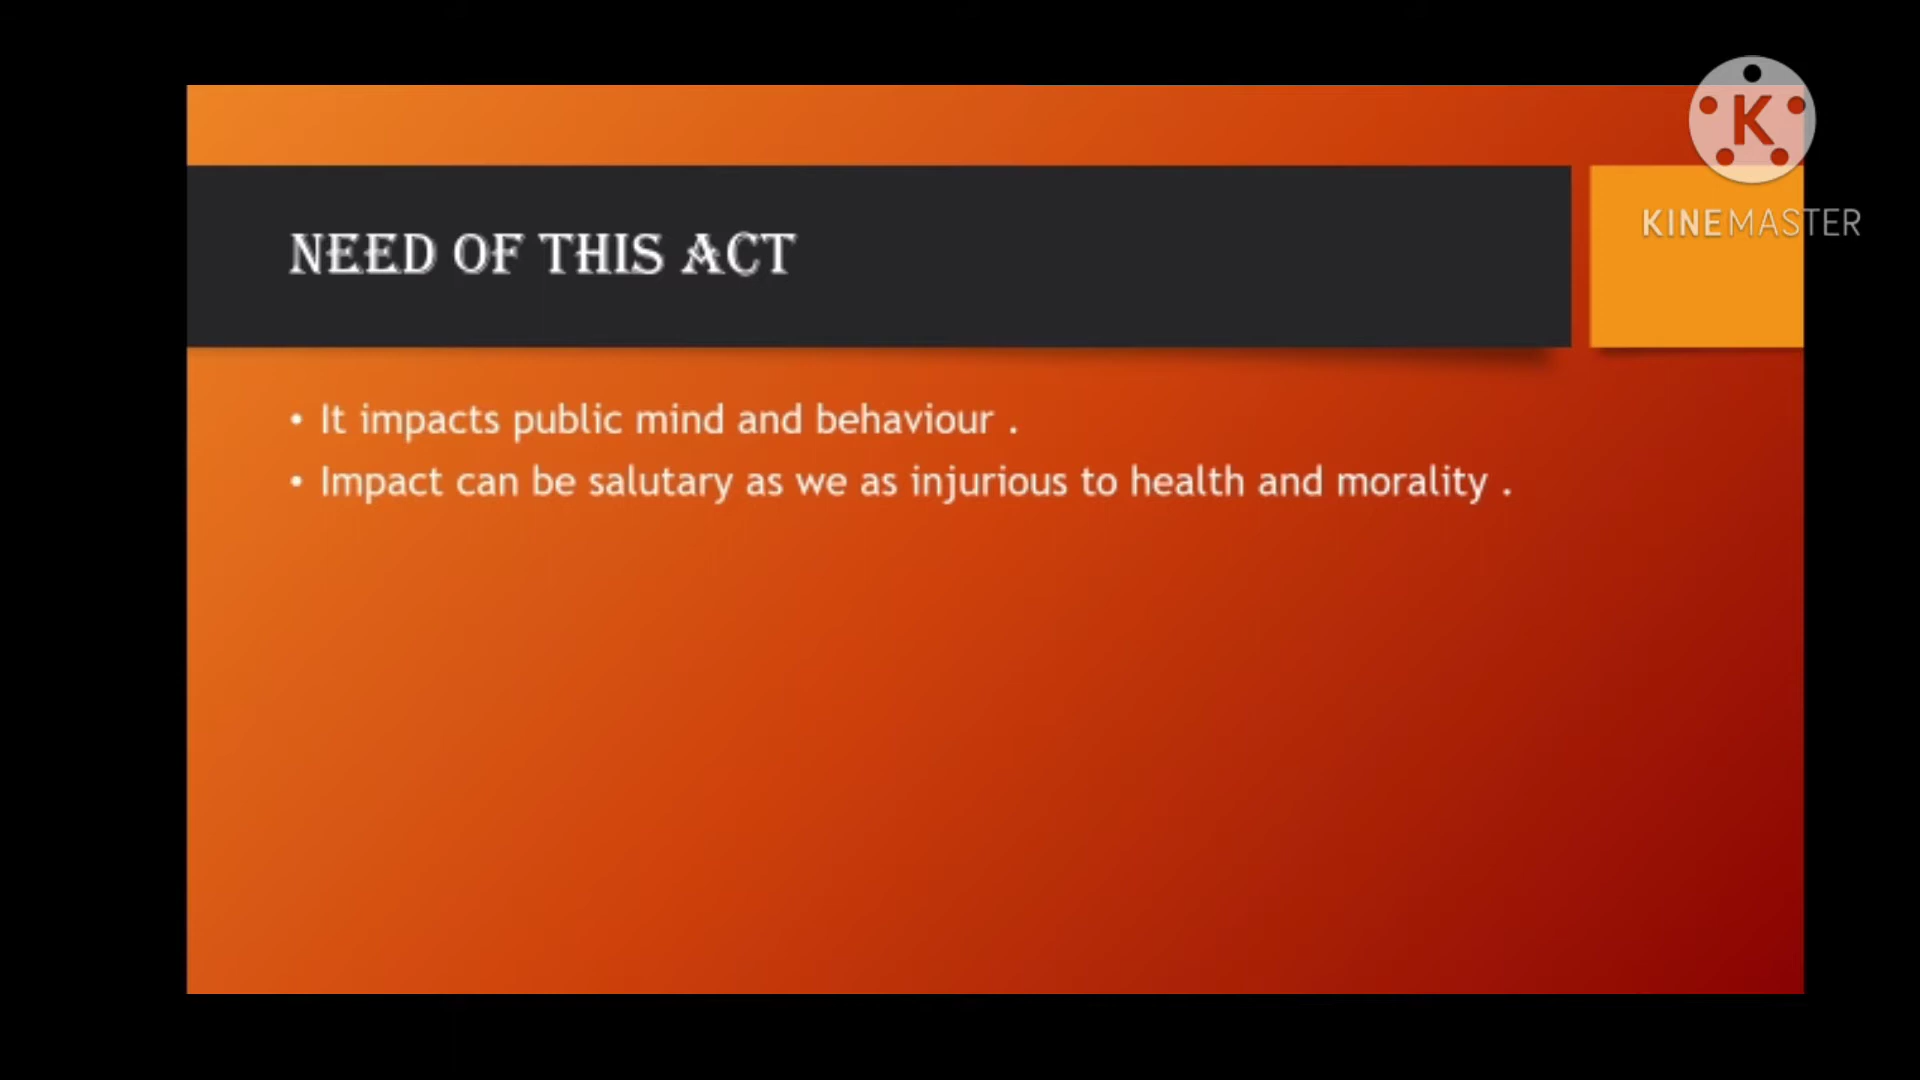 K
KINEMASTER
NEED OF THIS ACT
• It impacts public mind and behaviour .
• Impact can be salutary as we as injurious to health and morality .